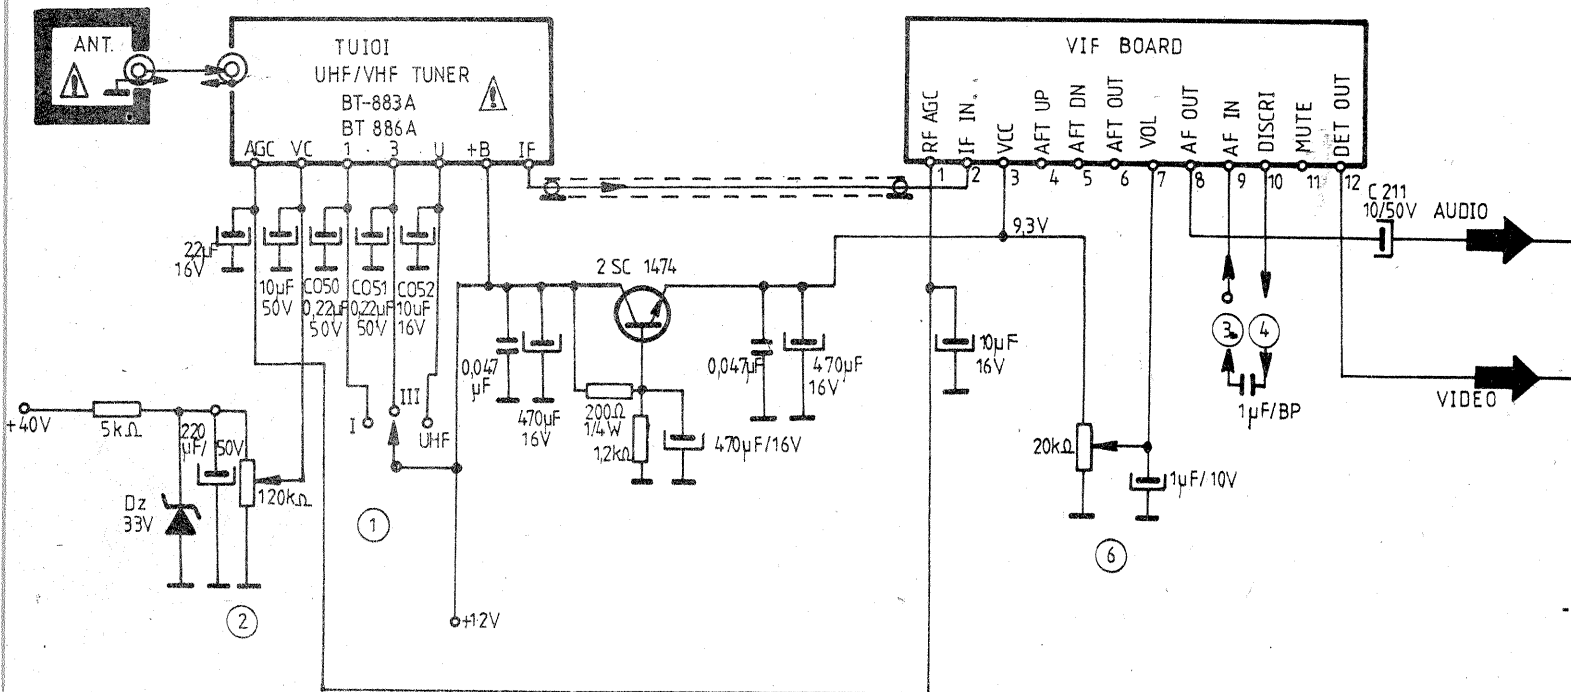 ANT.
TU101
UHF/VHF TUNER
BT-883A
BT 886A
AGC VC 1 · 3 · U +B IF
VIF BOARD
RF AGC
IF IN.
VCC
AFT UP
AFT DN
AFT OUT
VOL
AF OUT
AF IN
DISCRI
MUTE
DET OUT
1 2 3 4 5 6 7 8 9 10 11 12
C 211
10/50V
AUDIO
VIDEO
9,3V
22µF
16V
10µF
50V
C050
0,22µF
50V
C051
0,22µF
50V
C052
10uF
16V
2 SC 1474
0,047
µF
470µF
16V
200Ω
1/4W
1,2kΩ
470µF/16V
0,047µF
470µF
16V
10µF
16V
3
4
1µF/BP
20kΩ
1µF/10V
6
I
III
UHF
1
+40V
5kΩ
220
µF/50V
120kΩ
Dz
33V
2
+12V